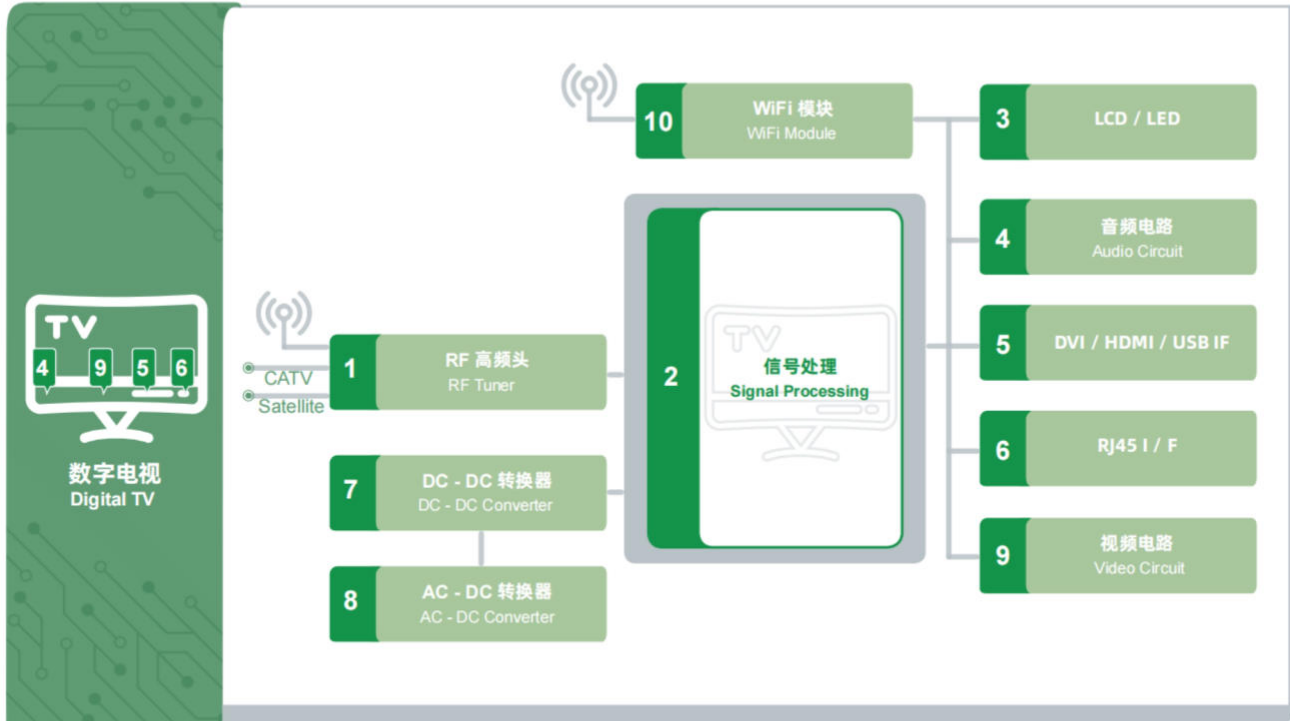 TV
4
9
5
6
数字电视
Digital TV
10
WiFi 模块
WiFi Module
1
RF 高频头
RF Tuner
CATV
Satellite
7
DC - DC 转换器
DC - DC Converter
8
AC - DC 转换器
AC - DC Converter
2
TV
信号处理
Signal Processing
3
LCD / LED
4
音频电路
Audio Circuit
5
DVI / HDMI / USB IF
6
RJ45 I / F
9
视频电路
Video Circuit